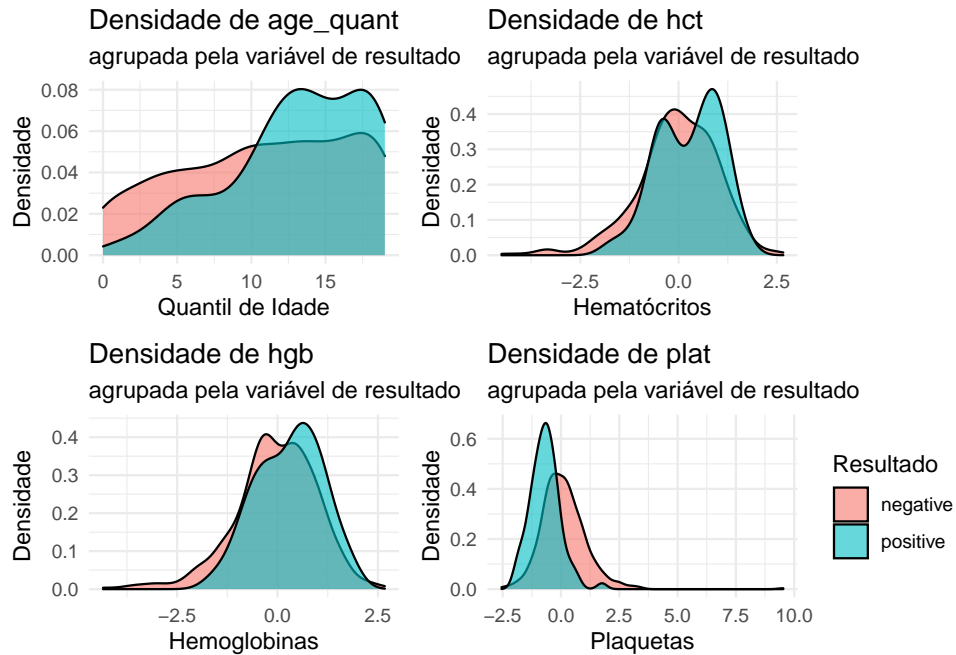 Densidade de age_quant
agrupada pela variável de resultado
Densidade
0.08
0.06
0.04
0.02
0.00
0
5
10
15
Quantil de Idade
Densidade de hct
agrupada pela variável de resultado
Densidade
0.4
0.3
0.2
0.1
0.0
−2.5
0.0
2.5
Hematócritos
Densidade de hgb
agrupada pela variável de resultado
Densidade
0.4
0.3
0.2
0.1
0.0
−2.5
0.0
2.5
Hemoglobinas
Densidade de plat
agrupada pela variável de resultado
Densidade
0.6
0.4
0.2
0.0
−2.5
0.0
2.5
5.0
7.5
10.0
Plaquetas
Resultado
negative
positive